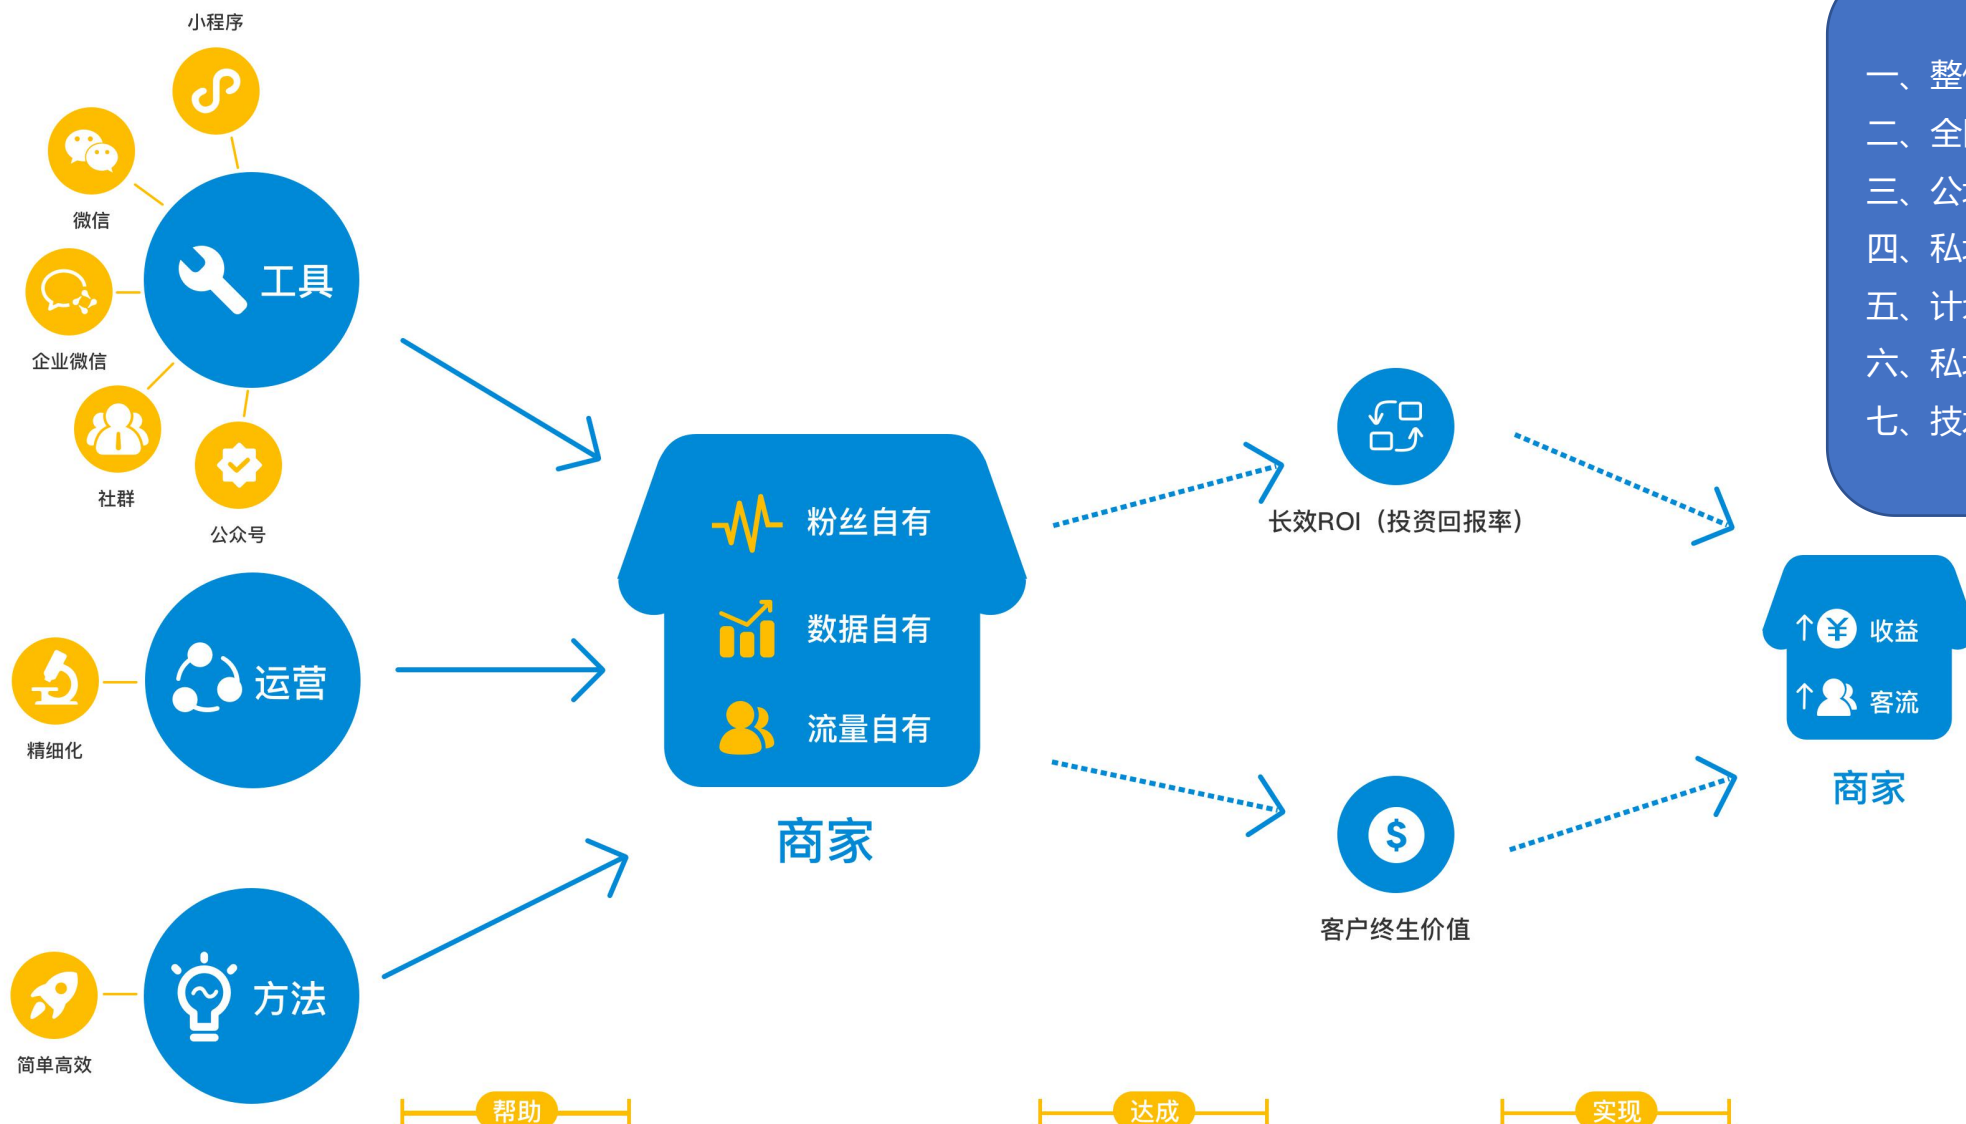 小程序
微信
工具
企业微信
社群
公众号
运营
精细化
方法
简单高效
粉丝自有
数据自有
流量自有
商家
长效ROI（投资回报率）
客户终生价值
一、整
二、全
三、公
四、私
五、计
六、私
七、技
¥ 收益
客流
商家
帮助
达成
实现